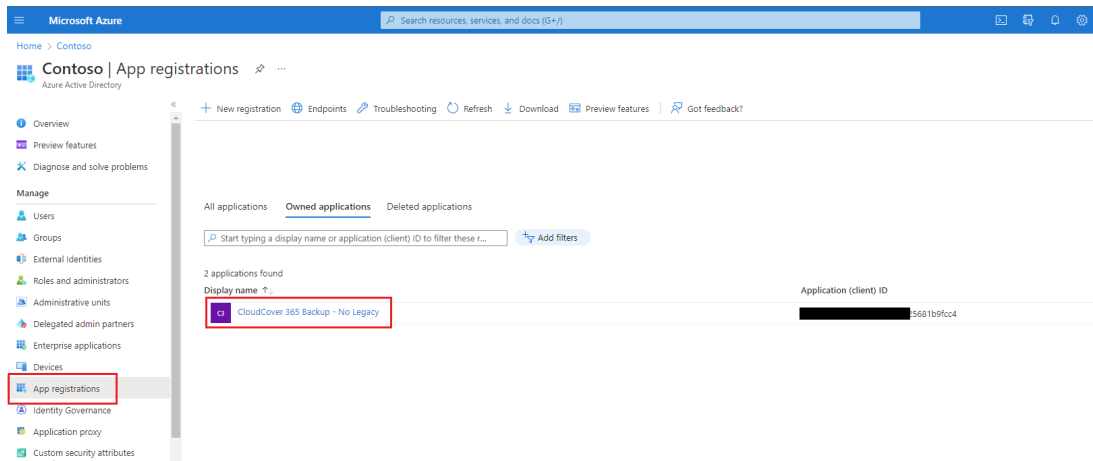 Microsoft Azure
Search resources, services, and docs (G+/)
Home > Contoso
Contoso | App registrations
Azure Active Directory
New registration Endpoints Troubleshooting Refresh Download Preview features Got feedback?
Overview
Preview features
Diagnose and solve problems
Manage
Users
Groups
External Identities
Roles and administrators
Administrative units
Delegated admin partners
Enterprise applications
Devices
App registrations
Identity Governance
Application proxy
Custom security attributes
All applications Owned applications Deleted applications
Start typing a display name or application (client) ID to filter these r...
Add filters
2 applications found
Display name Application (client) ID
C3 CloudCover 365 Backup - No Legacy 5681b9fcc4